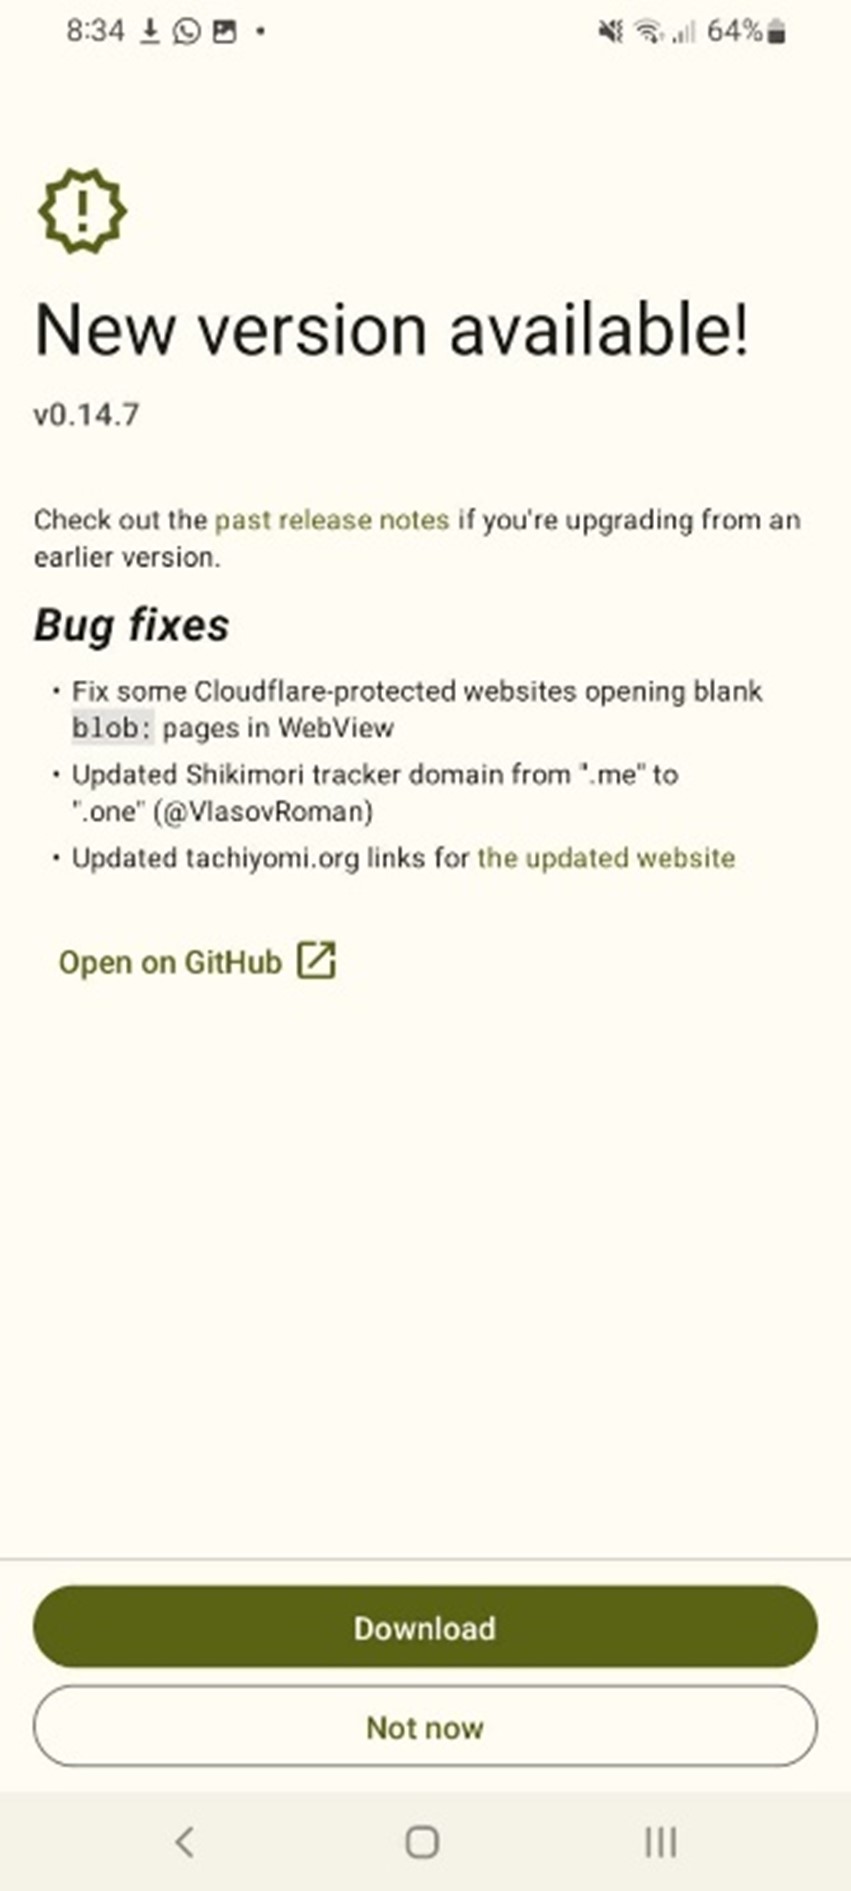 8:34
64%
New version available!
v0.14.7
Check out the past release notes if you're upgrading from an
earlier version.
Bug fixes
• Fix some Cloudflare-protected websites opening blank
blob: pages in WebView
• Updated Shikimori tracker domain from ".me" to
".one" (@VlasovRoman)
• Updated tachiyomi.org links for the updated website
Open on GitHub
Download
Not now